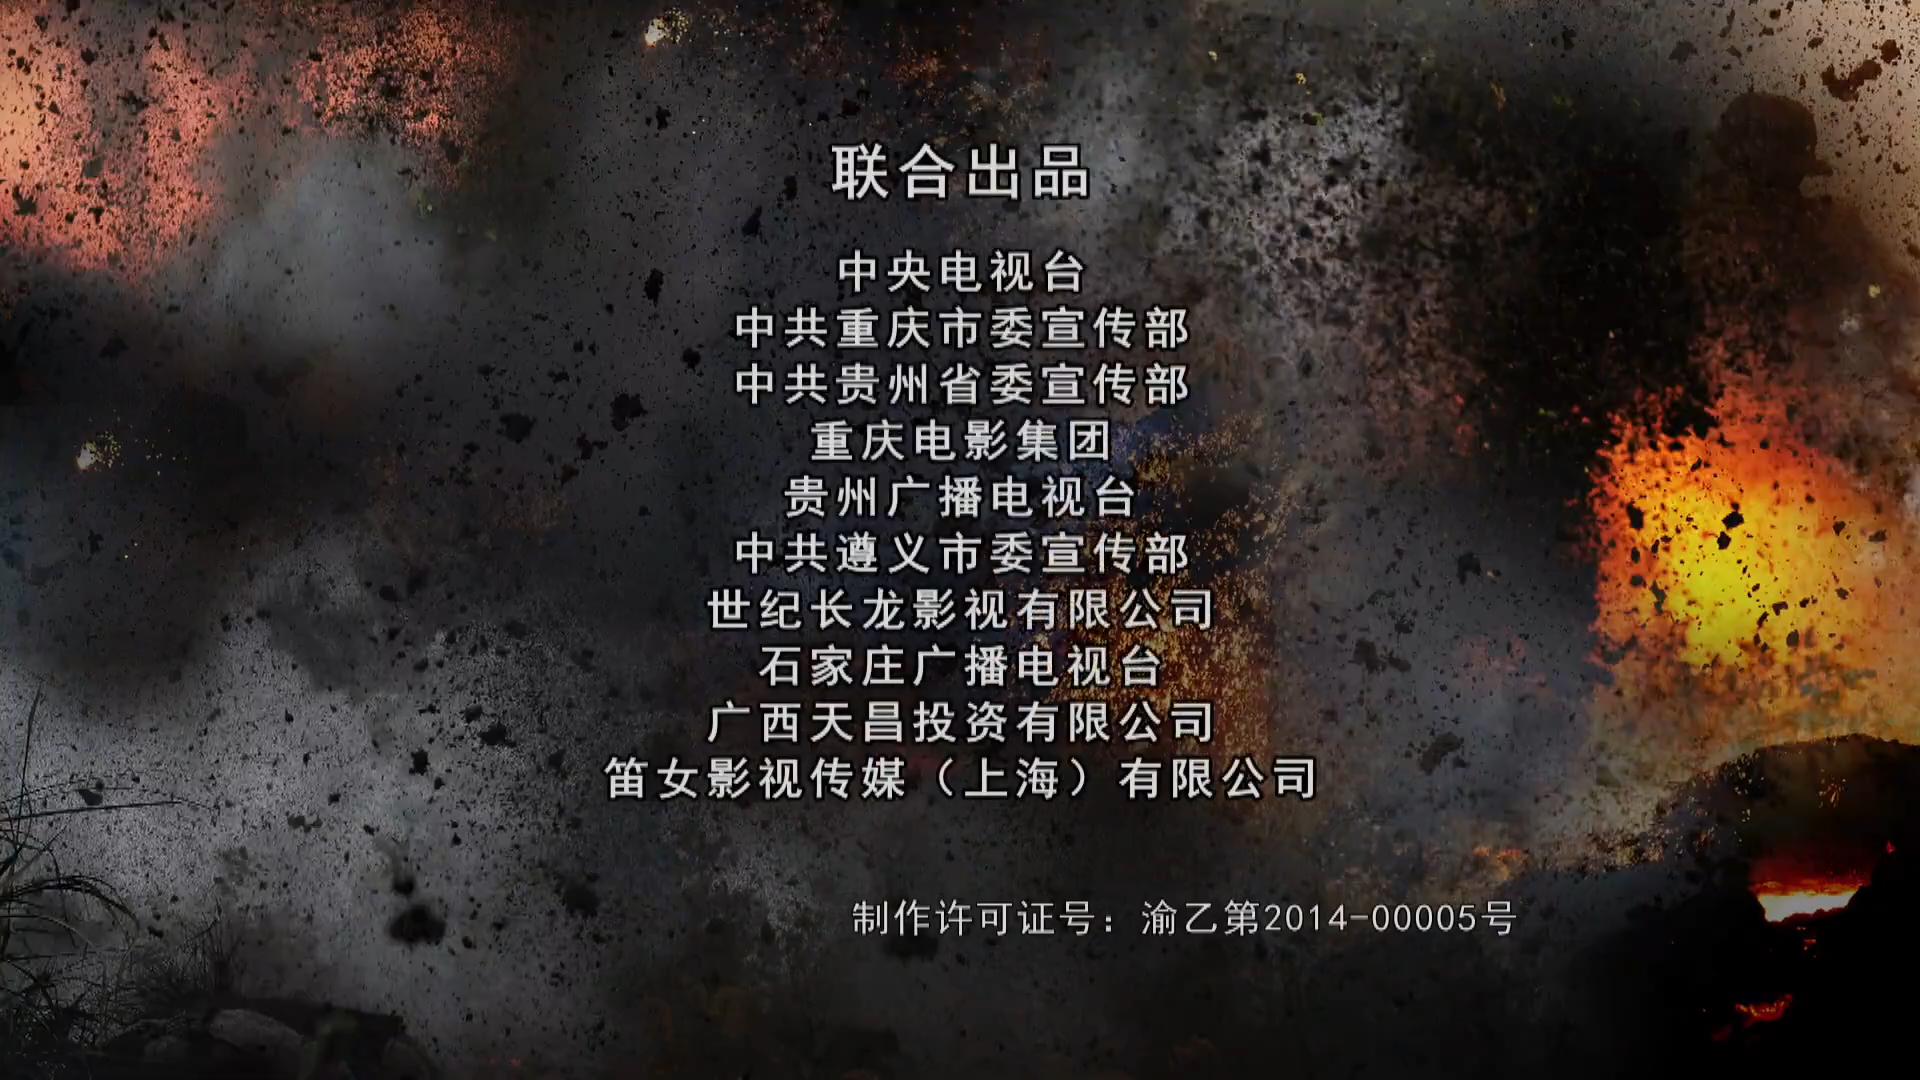 联合出品
中央电视台
中共重庆市委宣传部
中共贵州省委宣传部
重庆电影集团
贵州广播电视台
中共遵义市委宣传部
世纪长龙影视有限公司
石家庄广播电视台
广西天昌投资有限公司
笛女影视传媒（上海）有限公司
制作许可证号：渝乙第2014-00005号